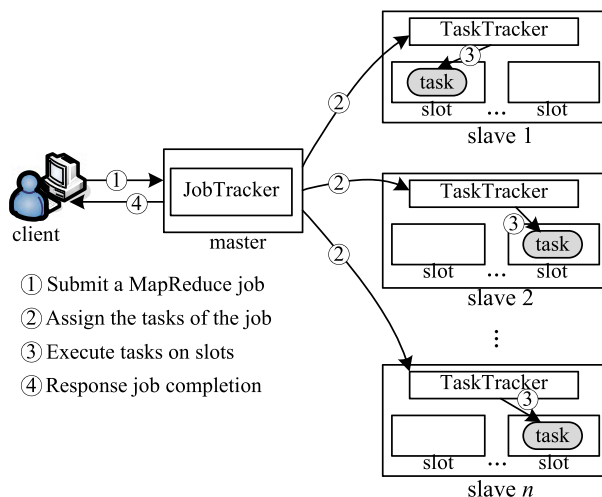 TaskTracker
③
task
slot ... slot
slave 1
②
①
④
JobTracker
client
master
②
TaskTracker
③
task
slot ... slot
slave 2
②
① Submit a MapReduce job
② Assign the tasks of the job
③ Execute tasks on slots
④ Response job completion
⋮
TaskTracker
③
task
slot ... slot
slave n